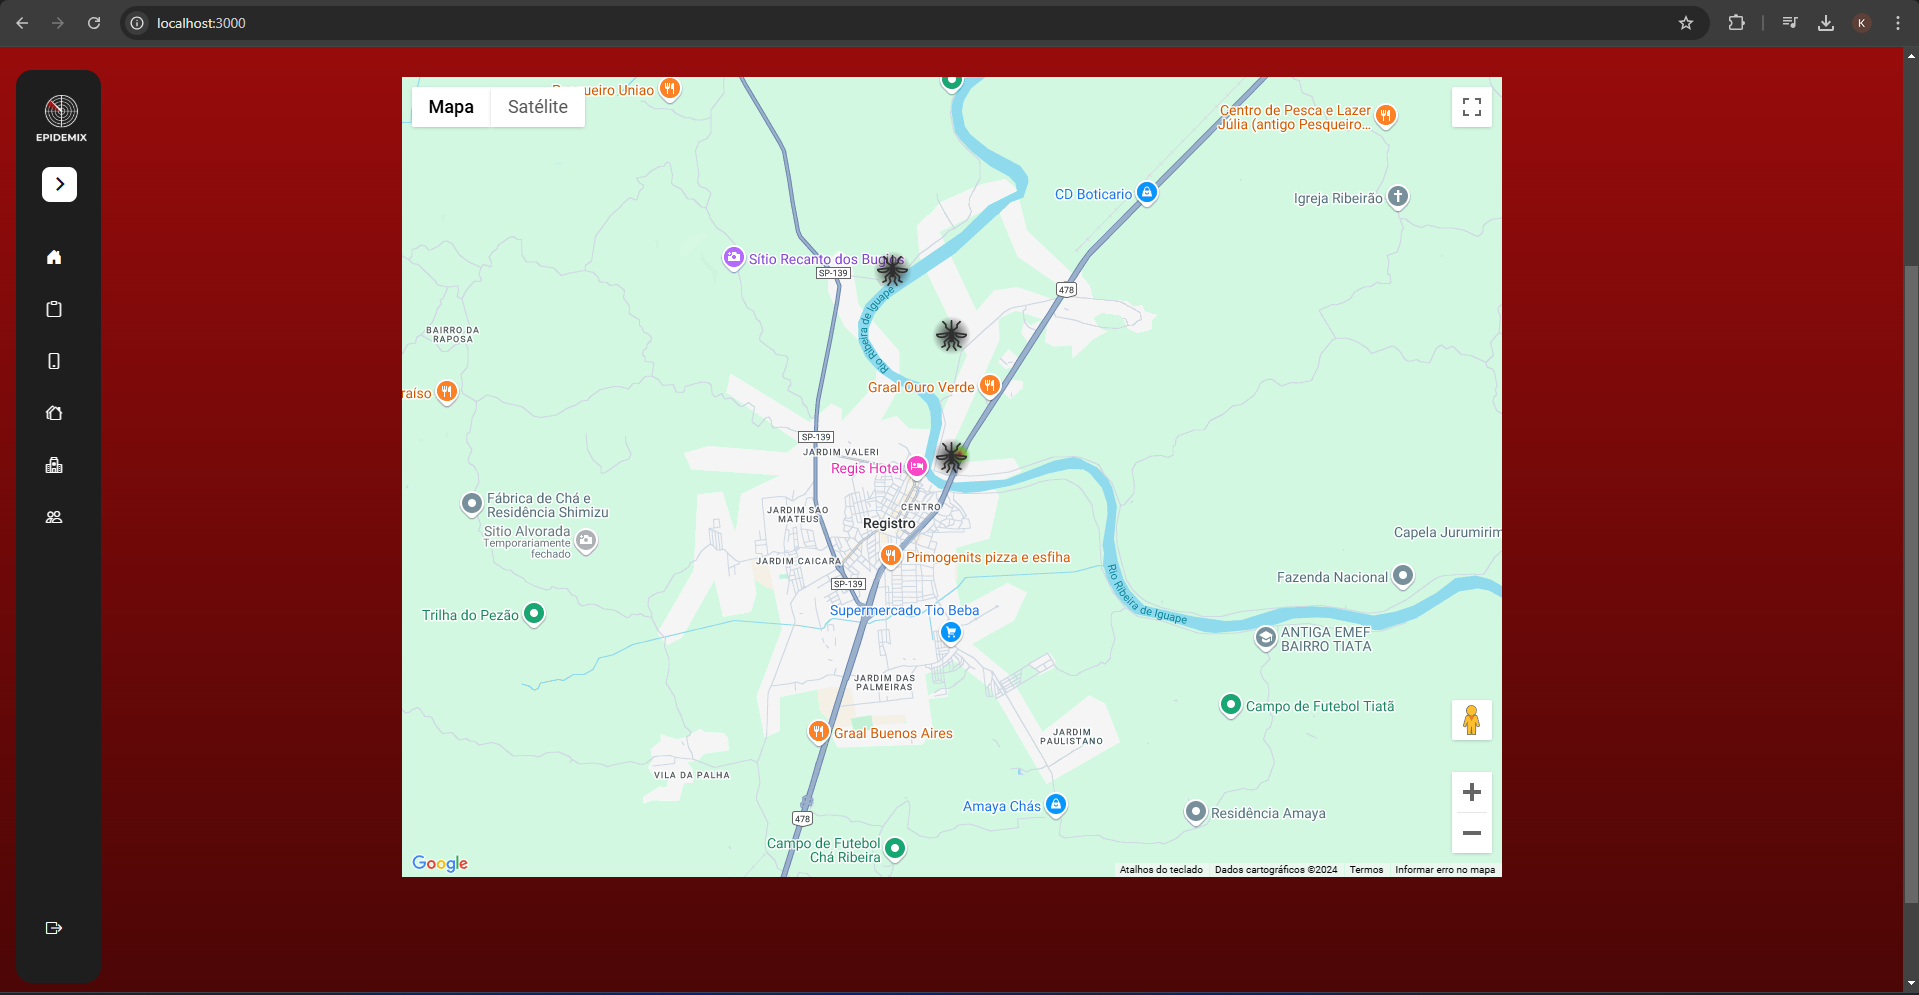 localhost:3000
K
EPIDEMIX
Mapa
Satélite
ueiro Uniao
Centro de Pesca e Lazer
Júlia (antigo Pesqueiro...
CD Boticario
Igreja Ribeirão
Sítio Recanto dos Bugios
SP-139
478
Rio Ribeira de Iguape
BAIRRO DA
RAPOSA
raíso
Graal Ouro Verde
SP-139
JARDIM VALERI
Regis Hotel
Fábrica de Chá e
Residência Shimizu
CENTRO
JARDIM SAO
MATEUS
Registro
Sitio Alvorada
Temporariamente
fechado
Capela Jurumirim
JARDIM CAICARA
Primogenits pizza e esfiha
SP-139
Fazenda Nacional
Rio Ribeira de Iguape
Trilha do Pezão
Supermercado Tio Beba
ANTIGA EMEF
BAIRRO TIATA
JARDIM DAS
PALMEIRAS
Campo de Futebol Tiatã
Graal Buenos Aires
JARDIM
PAULISTANO
VILA DA PALHA
Amaya Chás
Residência Amaya
478
Campo de Futebol
Chá Ribeira
Google
Atalhos do teclado
Dados cartográficos ©2024
Termos
Informar erro no mapa